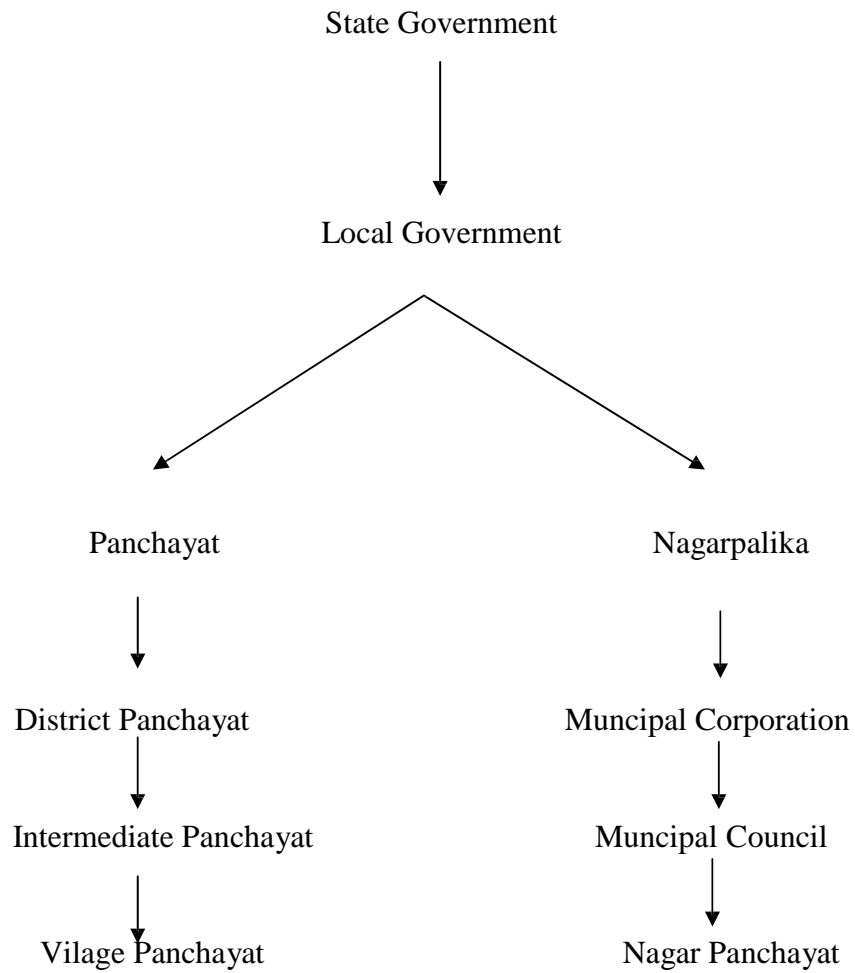 State Government
Local Government
Panchayat Nagarpalika
District Panchayat Muncipal Corporation
Intermediate Panchayat Muncipal Council
Vilage Panchayat Nagar Panchayat